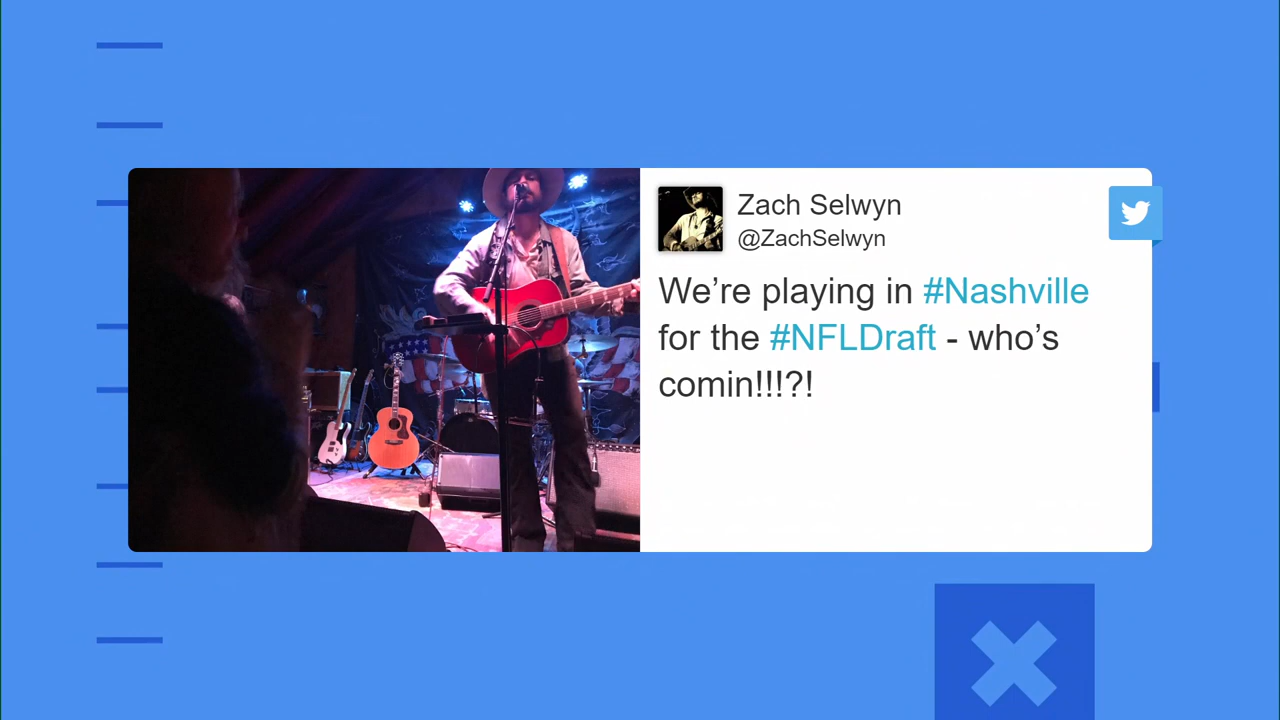 Zach Selwyn
@ZachSelwyn
We’re playing in #Nashville
for the #NFLDraft - who’s
comin!!!?!